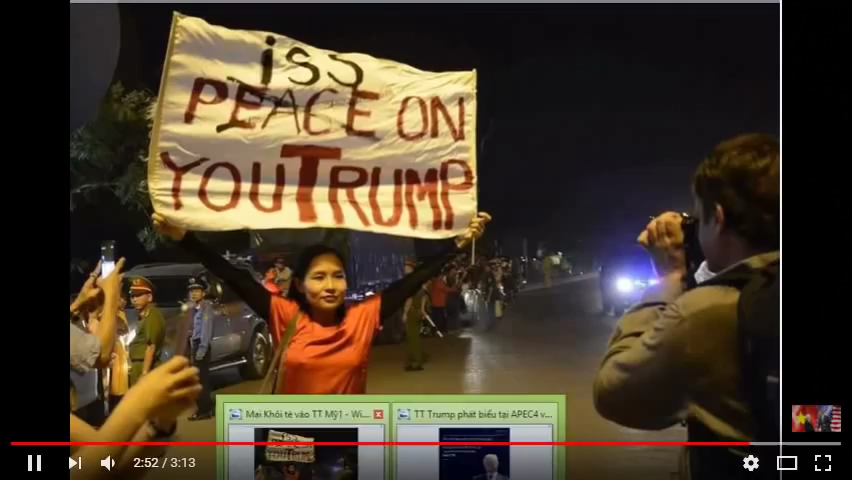 iss
PEACE ON
YOUTRUMP
Mai Khôi tè vào TT Mỹ1 - Wi...
TT Trump phát biểu tại APEC4 v...
2:52 / 3:13